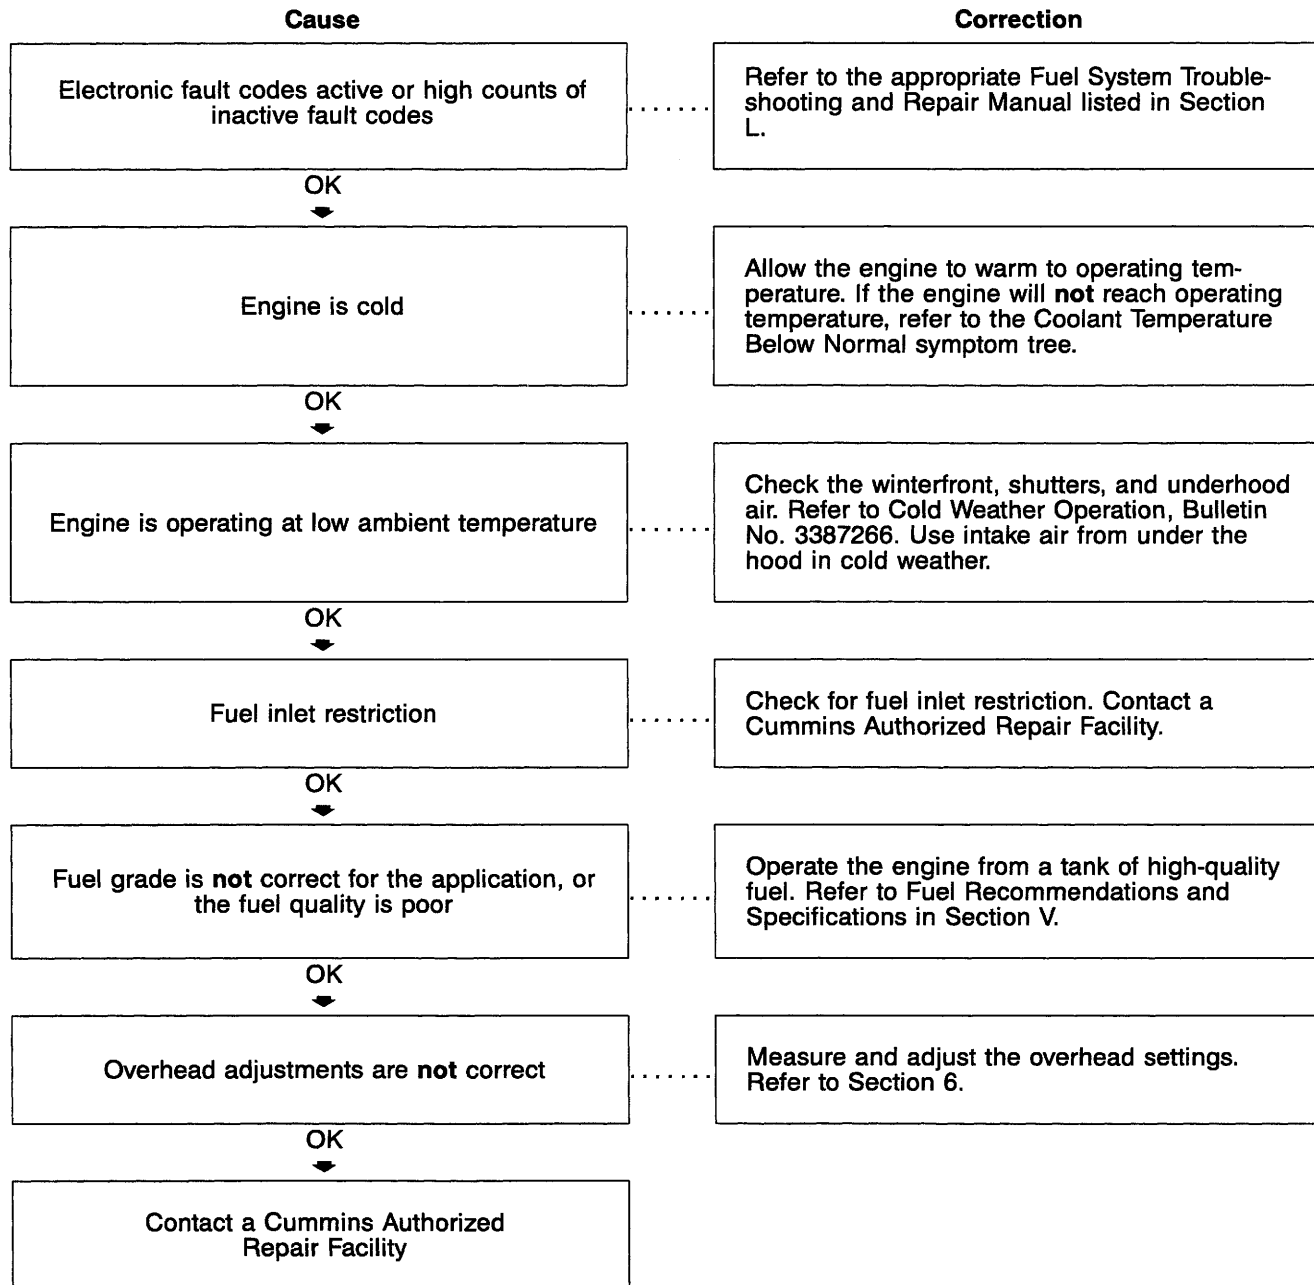 Cause
Correction
Electronic fault codes active or high counts of
inactive fault codes
Refer to the appropriate Fuel System Trouble-
shooting and Repair Manual listed in Section
L.
OK
Engine is cold
Allow the engine to warm to operating tem-
perature. If the engine will not reach operating
temperature, refer to the Coolant Temperature
Below Normal symptom tree.
OK
Engine is operating at low ambient temperature
Check the winterfront, shutters, and underhood
air. Refer to Cold Weather Operation, Bulletin
No. 3387266. Use intake air from under the
hood in cold weather.
OK
Fuel inlet restriction
Check for fuel inlet restriction. Contact a
Cummins Authorized Repair Facility.
OK
Fuel grade is not correct for the application, or
the fuel quality is poor
Operate the engine from a tank of high-quality
fuel. Refer to Fuel Recommendations and
Specifications in Section V.
OK
Overhead adjustments are not correct
Measure and adjust the overhead settings.
Refer to Section 6.
OK
Contact a Cummins Authorized
Repair Facility